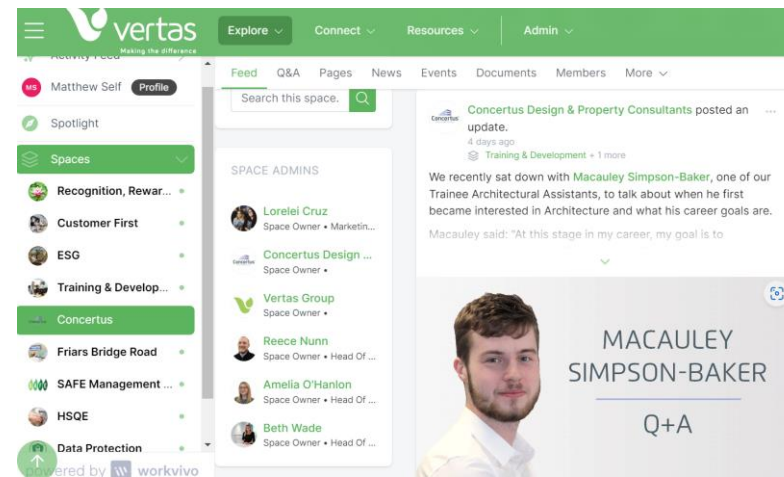 vertas
Making the difference
Explore
Connect
Resources
Admin
Activity Feed
MS
Matthew Self
Profile
Spotlight
Spaces
Recognition, Rewar...
Customer First
ESG
Training & Develop...
Concertus
Friars Bridge Road
SAFE Management ...
HSQE
Data Protection
powered by workvivo
Feed
Q&A
Pages
News
Events
Documents
Members
More
Search this space.
SPACE ADMINS
Lorelei Cruz
Space Owner • Marketin...
Concertus Design ...
Space Owner •
Vertas Group
Space Owner •
Reece Nunn
Space Owner • Head Of ...
Amelia O'Hanlon
Space Owner • Head Of ...
Beth Wade
Space Owner • Head Of ...
Concertus
Concertus Design & Property Consultants posted an
update.
4 days ago
Training & Development + 1 more
We recently sat down with Macauley Simpson-Baker, one of our
Trainee Architectural Assistants, to talk about when he first
became interested in Architecture and what his career goals are.
Macauley said: "At this stage in my career, my goal is to
MACAULEY
SIMPSON-BAKER
Q+A